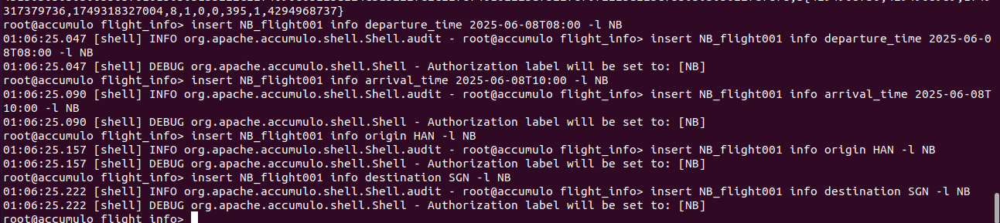 317379736,1749318327004,8,1,0,0,395,1,4294968737}
root@accumulo flight_info> insert NB_flight001 info departure_time 2025-06-08T08:00 -l NB
01:06:25.047 [shell] INFO org.apache.accumulo.shell.Shell.audit - root@accumulo flight_info> insert NB_flight001 info departure_time 2025-06-0
8T08:00 -l NB
01:06:25.047 [shell] DEBUG org.apache.accumulo.shell.Shell - Authorization label will be set to: [NB]
root@accumulo flight_info> insert NB_flight001 info arrival_time 2025-06-08T10:00 -l NB
01:06:25.090 [shell] INFO org.apache.accumulo.shell.Shell.audit - root@accumulo flight_info> insert NB_flight001 info arrival_time 2025-06-08T
10:00 -l NB
01:06:25.090 [shell] DEBUG org.apache.accumulo.shell.Shell - Authorization label will be set to: [NB]
root@accumulo flight_info> insert NB_flight001 info origin HAN -l NB
01:06:25.157 [shell] INFO org.apache.accumulo.shell.Shell.audit - root@accumulo flight_info> insert NB_flight001 info origin HAN -l NB
01:06:25.157 [shell] DEBUG org.apache.accumulo.shell.Shell - Authorization label will be set to: [NB]
root@accumulo flight_info> insert NB_flight001 info destination SGN -l NB
01:06:25.222 [shell] INFO org.apache.accumulo.shell.Shell.audit - root@accumulo flight_info> insert NB_flight001 info destination SGN -l NB
01:06:25.222 [shell] DEBUG org.apache.accumulo.shell.Shell - Authorization label will be set to: [NB]
root@accumulo flight_info>